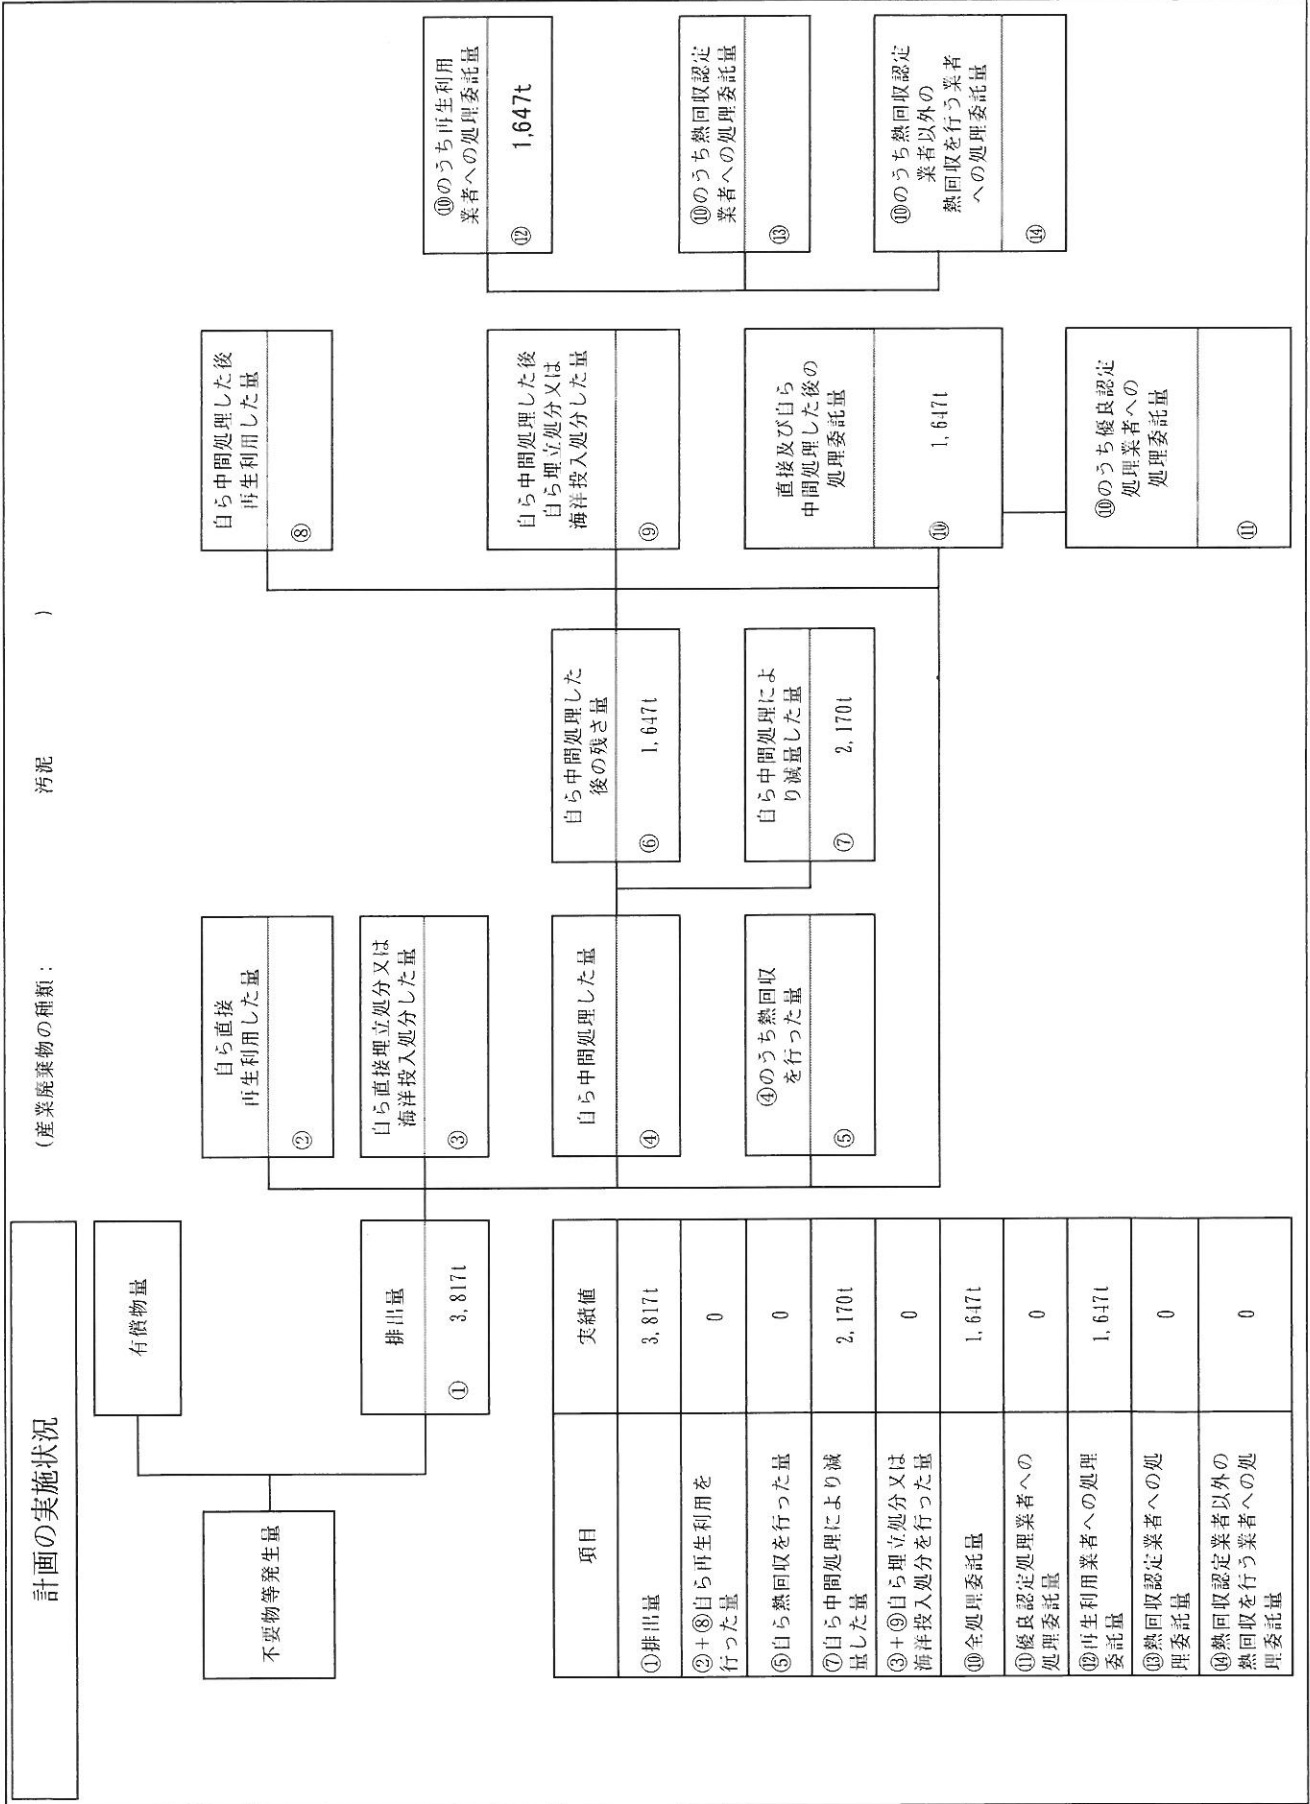 計画の実施状況
(産業廃棄物の種類：
汚泥
)
不要物等発生量
有償物量
排出量
① 3,817t
自ら直接
再生利用した量
②
自ら直接埋立処分又は
海洋投入処分した量
③
自ら中間処理した量
④
④のうち熱回収
を行った量
⑤
自ら中間処理した
後の残さ量
⑥ 1,647t
自ら中間処理によ
り減量した量
⑦ 2,170t
自ら中間処理した後
再生利用した量
⑧
自ら中間処理した後
自ら埋立処分又は
海洋投入処分した量
⑨
直接及び自ら
中間処理した後の
処理委託量
⑩ 1,647t
⑩のうち優良認定
処理業者への
処理委託量
⑪
⑩のうち再生利用
業者への処理委託量
⑫ 1,647t
⑩のうち熱回収認定
業者への処理委託量
⑬
⑩のうち熱回収認定
業者以外の
熱回収を行う業者
への処理委託量
⑭
項目 実績値
①排出量 3,817t
②+⑧自ら再生利用を
行った量 0
⑤自ら熱回収を行った量 0
⑦自ら中間処理により減
量した量 2,170t
③+⑨自ら埋立処分又は
海洋投入処分を行った量 0
⑩全処理委託量 1,647t
⑪優良認定処理業者への
処理委託量 0
⑫再生利用業者への処理
委託量 1,647t
⑬熱回収認定業者への処
理委託量 0
⑭熱回収認定業者以外の
熱回収を行う業者への処
理委託量 0